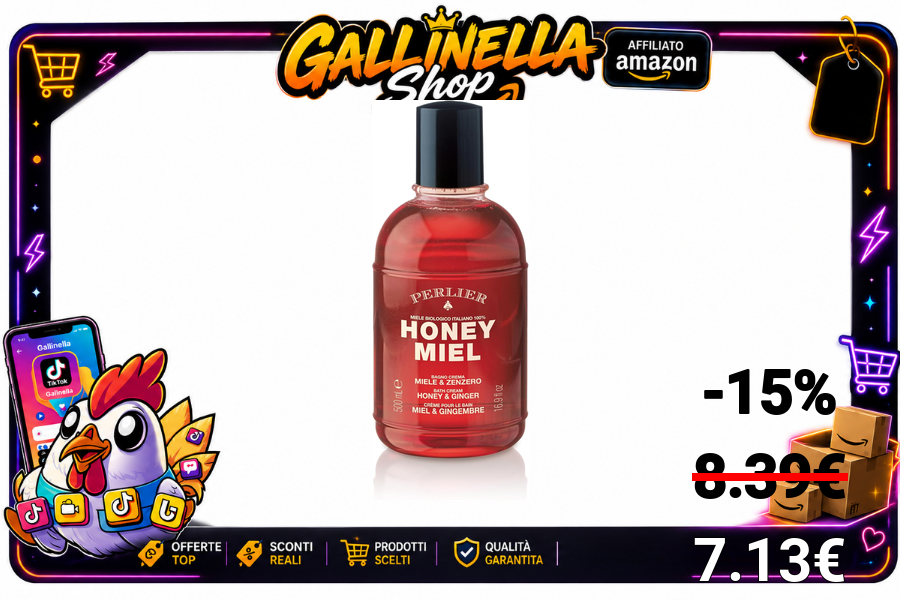 GALLINELLA
Shop
AFFILIATO
amazon
PERLIER
MIELE BIOLOGICO ITALIANO 100%
HONEY
MIEL
BAGNO CREMA
MIELE & ZENZERO
BATH CREAM
HONEY & GINGER
CRÈME POUR LE BAIN
MIEL & GINGEMBRE
500 mL e
16.9 fl oz
Gallinella
TikTok
Gallinella
-15%
8.39€
7.13€
OFFERTE
TOP
SCONTI
REALI
PRODOTTI
SCELTI
QUALITÀ
GARANTITA